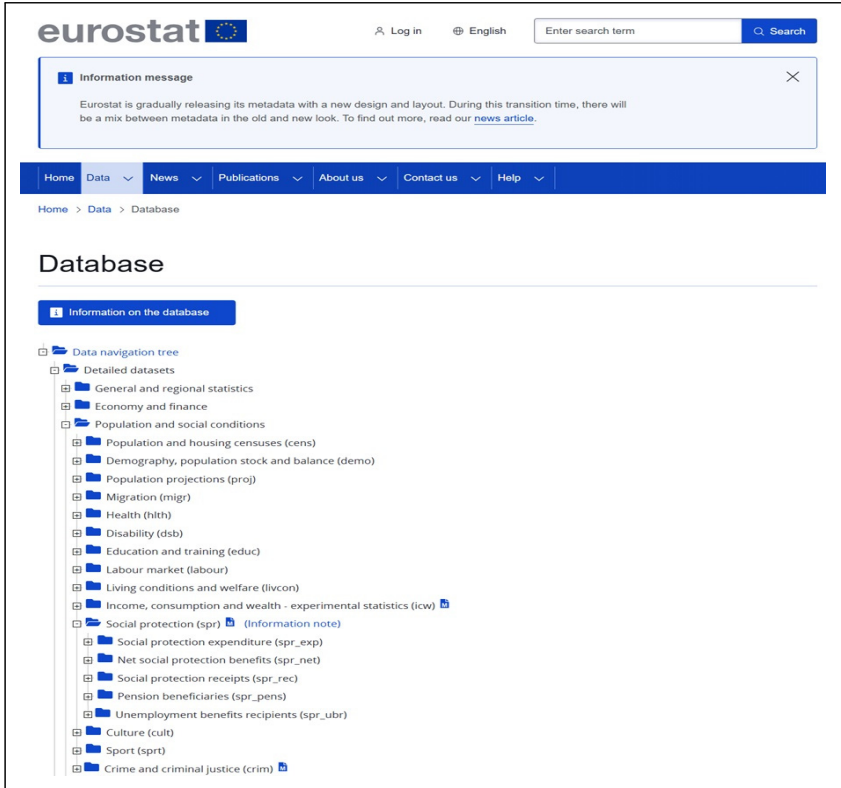 eurostat
Log in
English
Enter search term
Search
i Information message
Eurostat is gradually releasing its metadata with a new design and layout. During this transition time, there will
be a mix between metadata in the old and new look. To find out more, read our news article.
Home Data News Publications About us Contact us Help
Home > Data > Database
Database
i Information on the database
Data navigation tree
Detailed datasets
General and regional statistics
Economy and finance
Population and social conditions
Population and housing censuses (cens)
Demography, population stock and balance (demo)
Population projections (proj)
Migration (migr)
Health (hlth)
Disability (dsb)
Education and training (educ)
Labour market (labour)
Living conditions and welfare (livcon)
Income, consumption and wealth - experimental statistics (icw) M
Social protection (spr) M (Information note)
Social protection expenditure (spr_exp)
Net social protection benefits (spr_net)
Social protection receipts (spr_rec)
Pension beneficiaries (spr_pens)
Unemployment benefits recipients (spr_ubr)
Culture (cult)
Sport (sprt)
Crime and criminal justice (crim) M